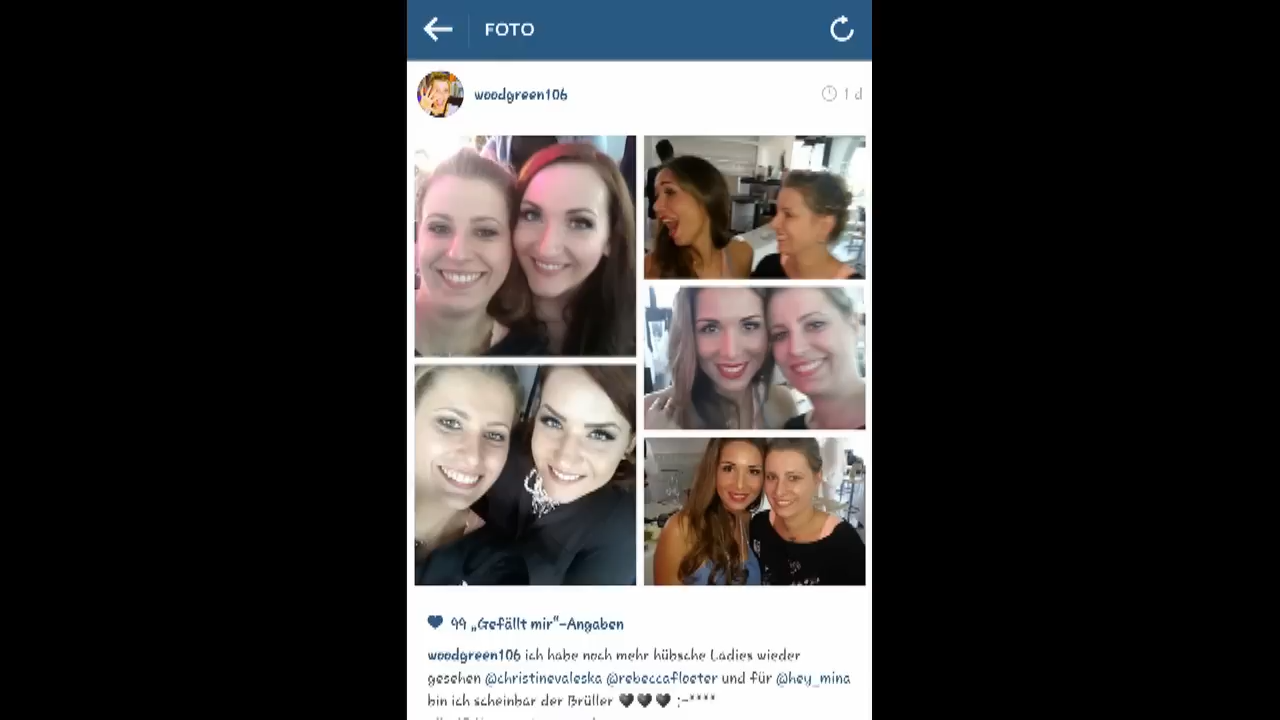 FOTO
woodgreen106
1 d
99 „Gefällt mir“-Angaben
woodgreen106 ich habe noch mehr hübsche Ladies wieder
gesehen @christinevaleska @rebeccafloeter und für @hey_mina
bin ich scheinbar der Brüller 🖤🖤🖤 :-****